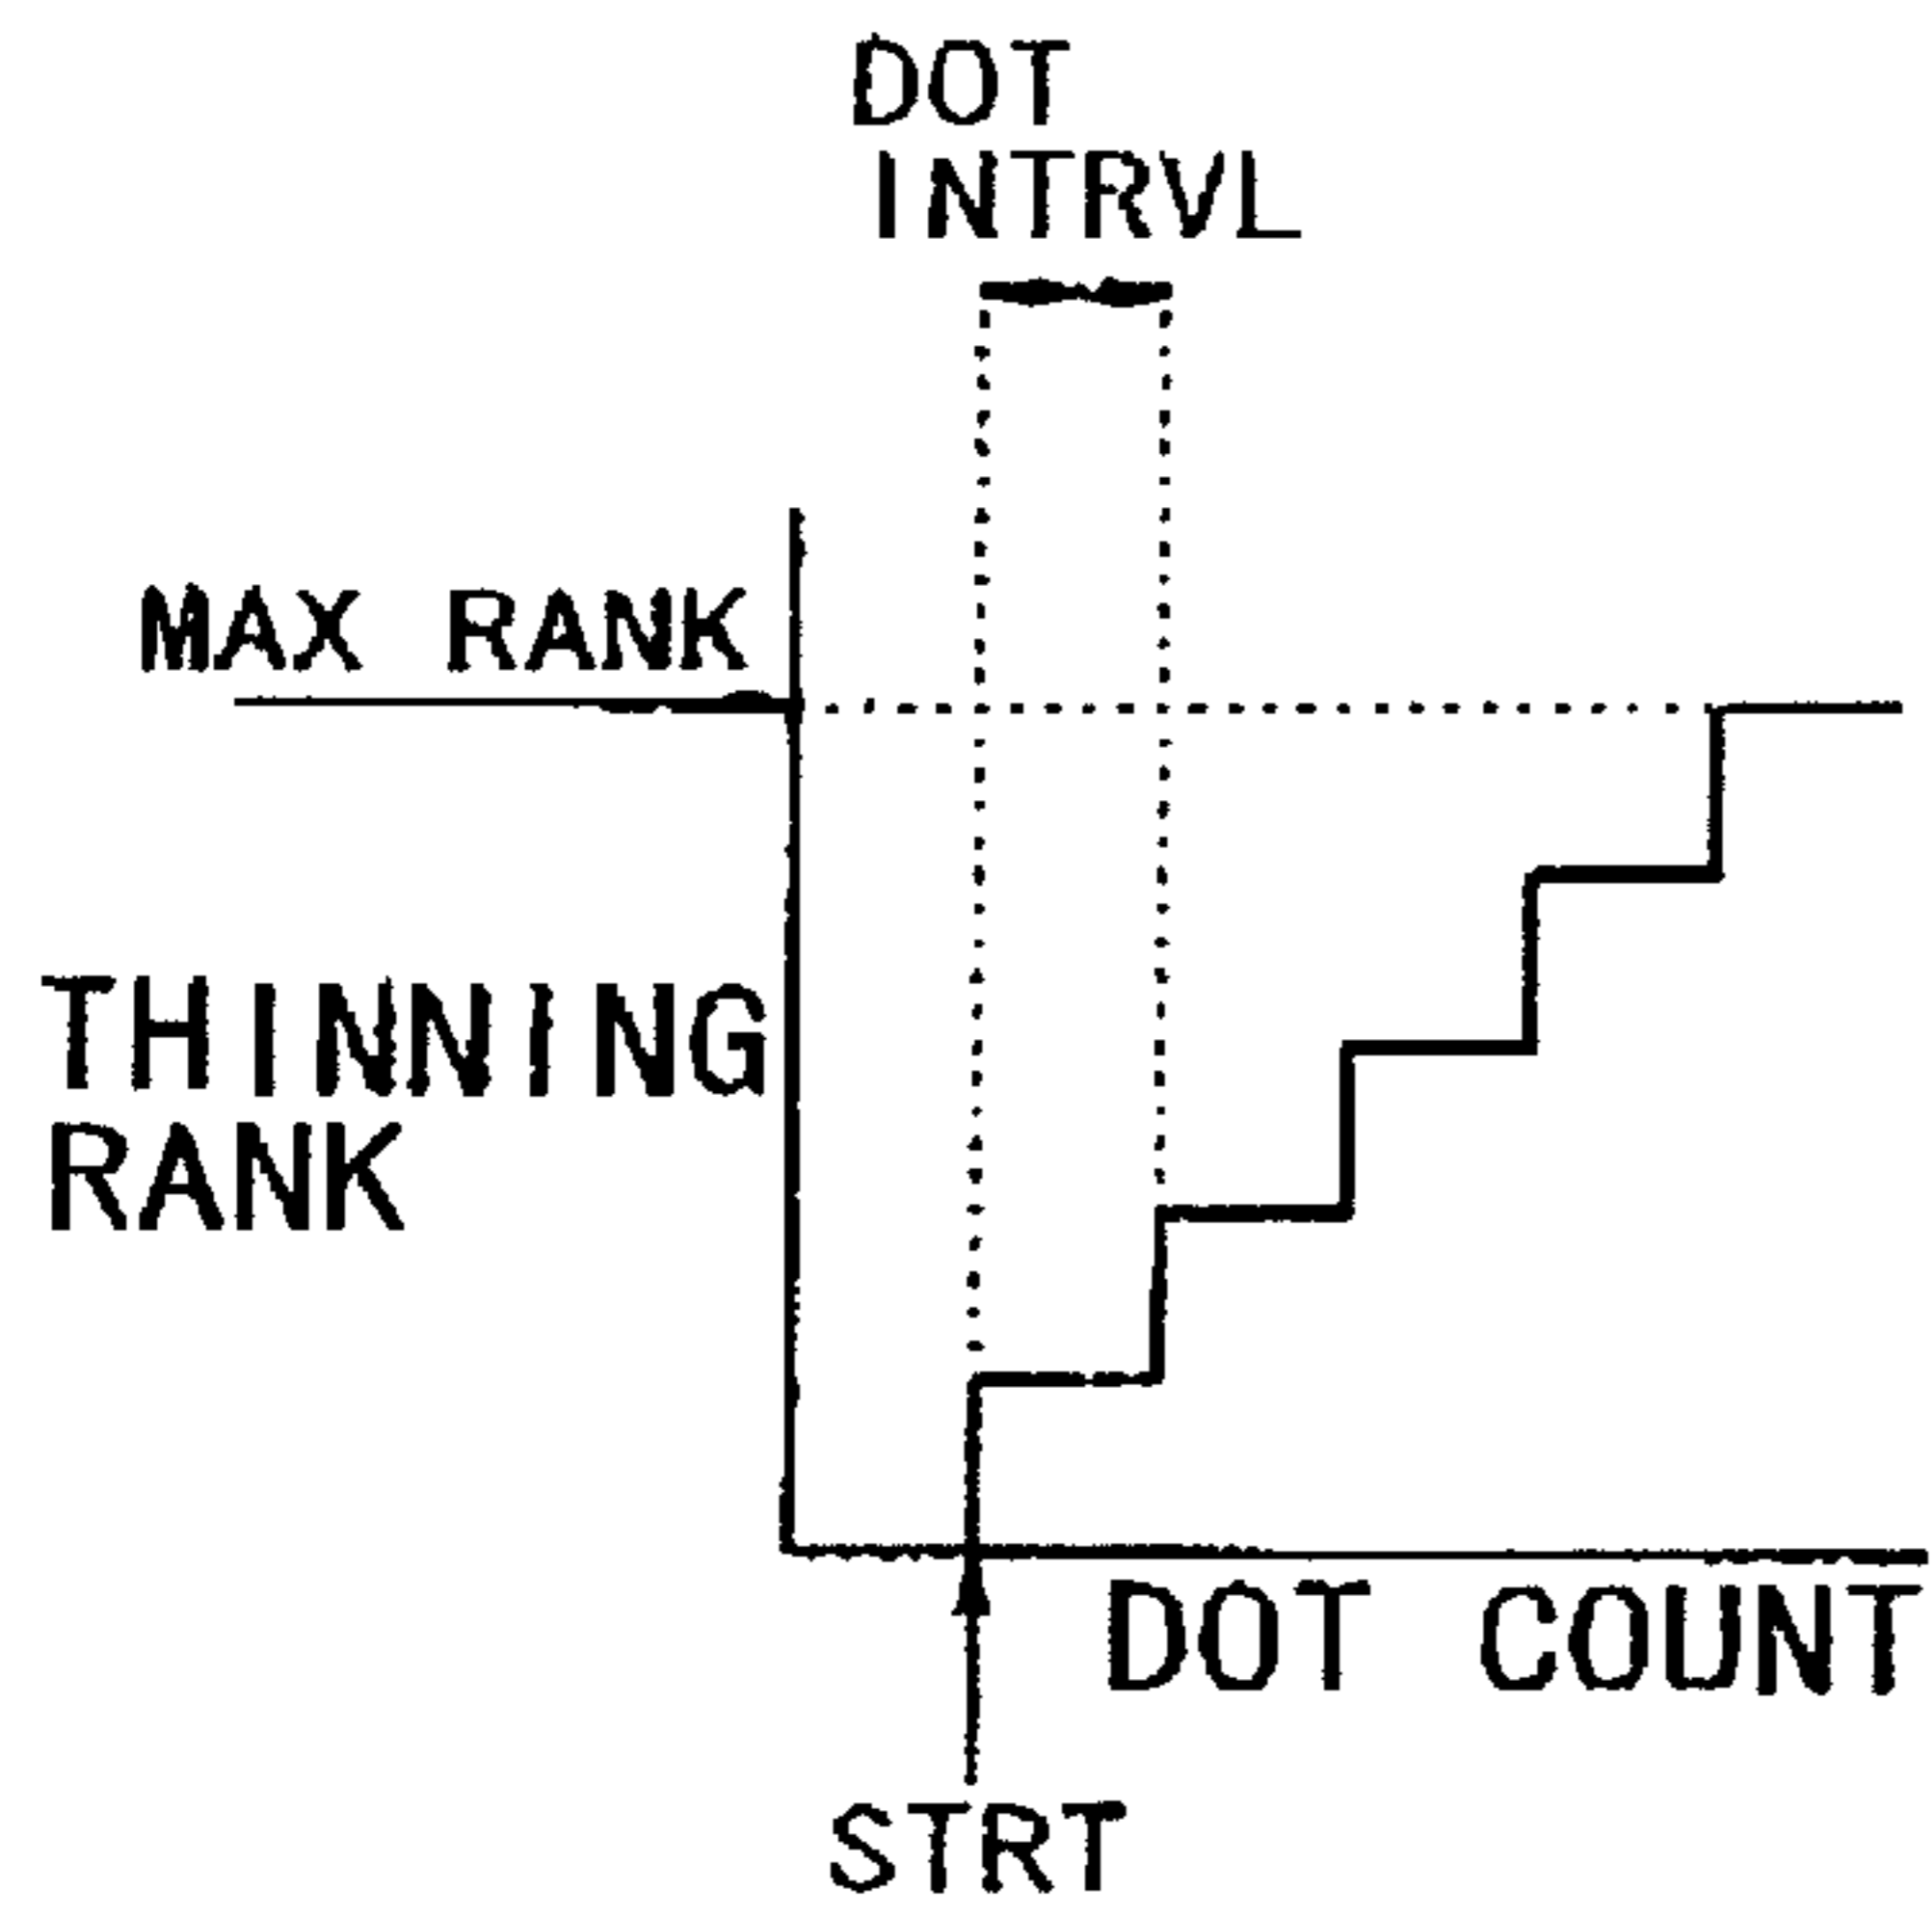 DOT
INTRVL
MAX RANK
THINNING
RANK
DOT COUNT
STRT